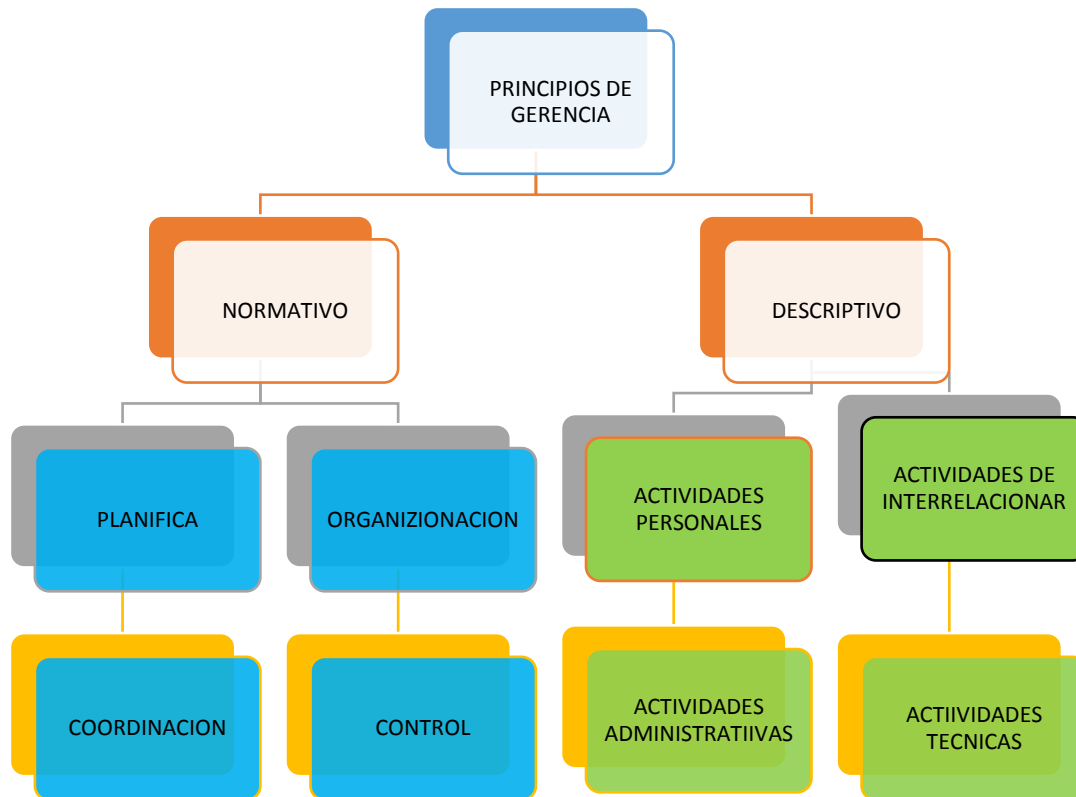 PRINCIPIOS DE
GERENCIA
NORMATIVO
DESCRIPTIVO
PLANIFICA
ORGANIZIONACION
ACTIVIDADES
PERSONALES
ACTIVIDADES DE
INTERRELACIONAR
COORDINACION
CONTROL
ACTIVIDADES
ADMINISTRATIIVAS
ACTIIVIDADES
TECNICAS